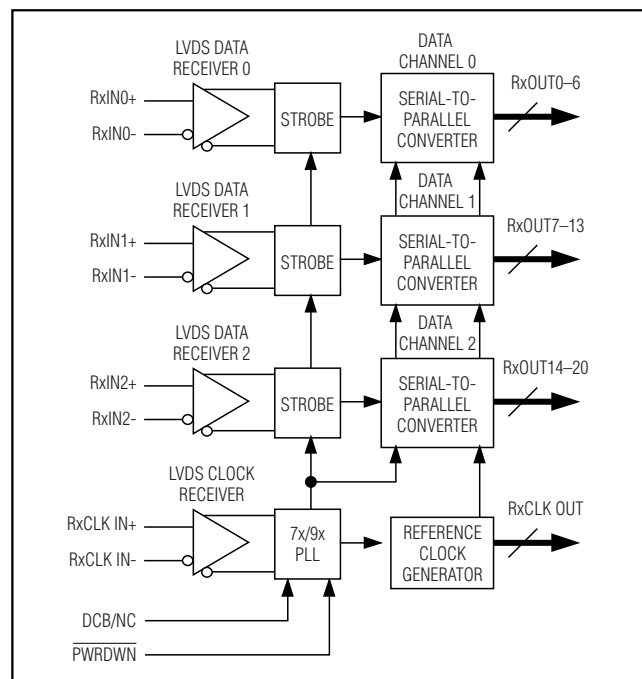 LVDS DATA
RECEIVER 0
DATA
CHANNEL 0
RxIN0+
RxIN0-
STROBE
SERIAL-TO-
PARALLEL
CONVERTER
RxOUT0–6
LVDS DATA
RECEIVER 1
DATA
CHANNEL 1
RxIN1+
RxIN1-
STROBE
SERIAL-TO-
PARALLEL
CONVERTER
RxOUT7–13
LVDS DATA
RECEIVER 2
DATA
CHANNEL 2
RxIN2+
RxIN2-
STROBE
SERIAL-TO-
PARALLEL
CONVERTER
RxOUT14–20
LVDS CLOCK
RECEIVER
RxCLK IN+
RxCLK IN-
7x/9x
PLL
REFERENCE
CLOCK
GENERATOR
RxCLK OUT
DCB/NC
PWRDWN